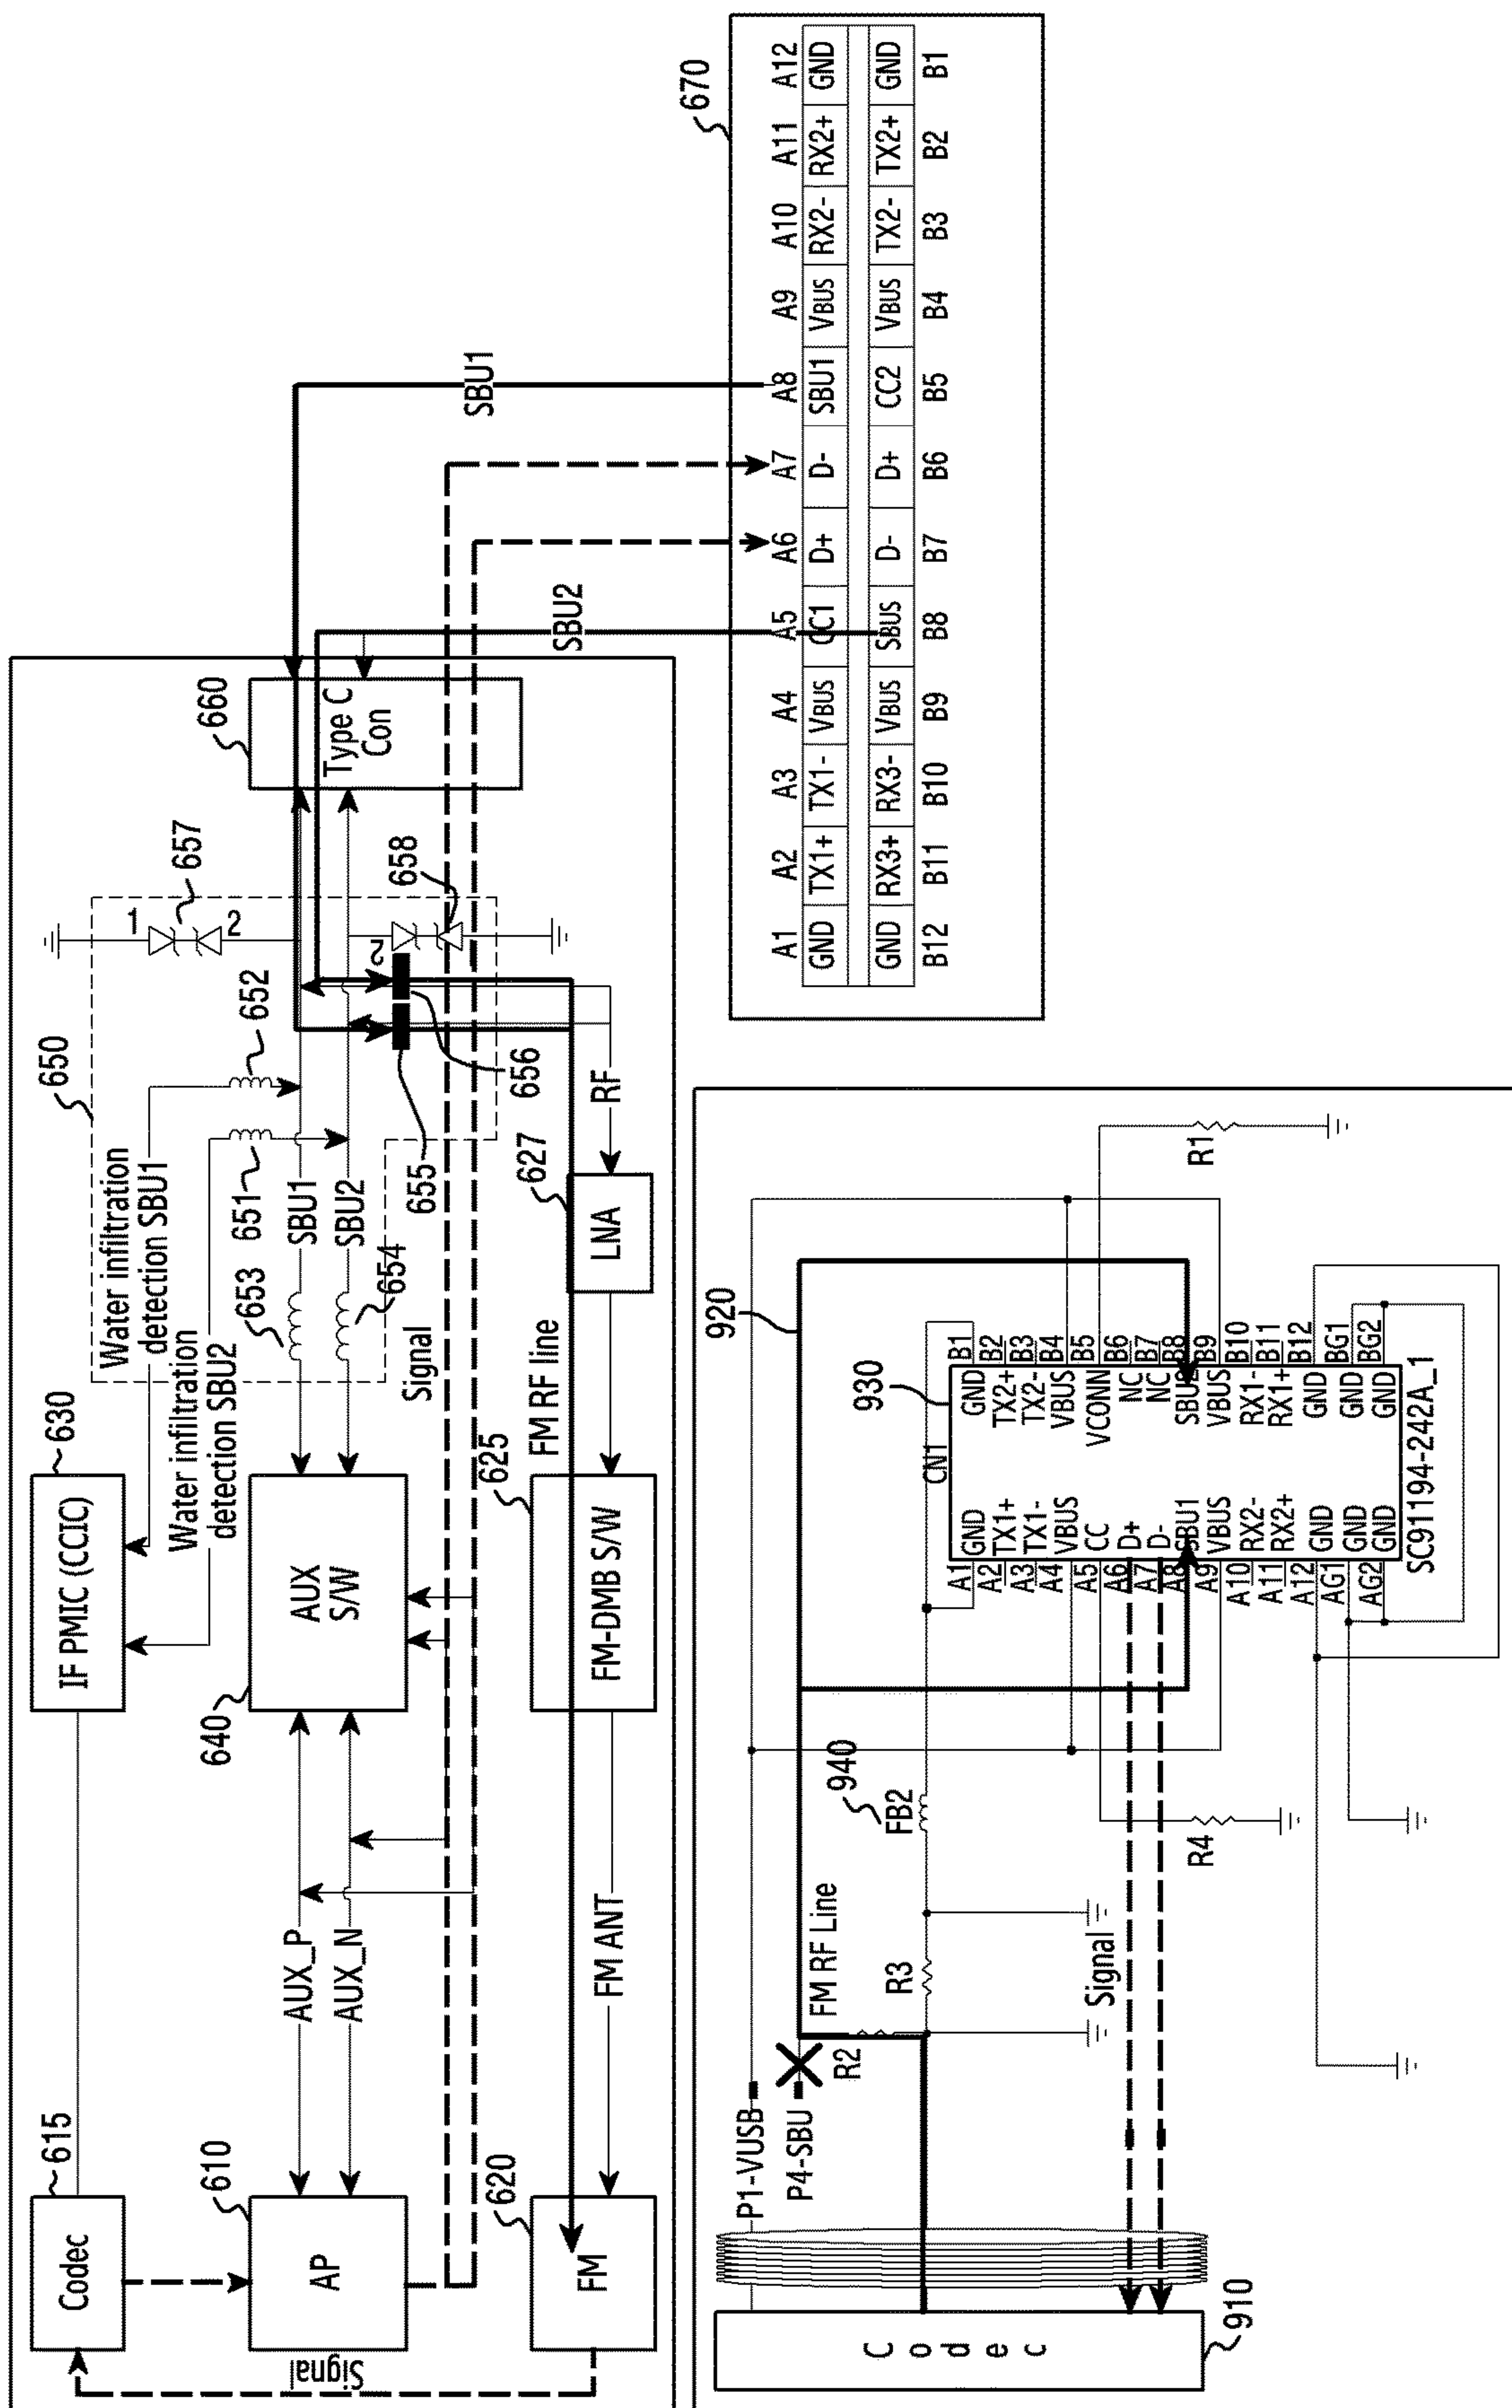 615
Codec
630
IF PMIC (CCIC)
Water infiltration
detection SBU1
Water infiltration
detection SBU2
650
652
651
657
1
2
660
Type C
Con
610
AP
AUX_P
AUX_N
640
AUX
S/W
653
SBU1
SBU2
654
2
658
Signal
Signal
655
656
620
FM
FM ANT
625
FM-DMB S/W
FM RF line
627
LNA
RF
SBU2
SBU1
670
A1 A2 A3 A4 A5 A6 A7 A8 A9 A10 A11 A12
GND TX1+ TX1- VBUS CC1 D+ D- SBU1 VBUS RX2- RX2+ GND
GND RX3+ RX3- VBUS SBUS D- D+ CC2 VBUS TX2- TX2+ GND
B12 B11 B10 B9 B8 B7 B6 B5 B4 B3 B2 B1
910
Codec
P1-VUSB
P4-SBU
R2
FM RF Line
R3
Signal
940
FB2
R4
920
930
CN1
A1 GND
A2 TX1+
A3 TX1-
A4 VBUS
A5 CC
A6 D+
A7 D-
A8 SBU1
A9 VBUS
A10 RX2-
A11 RX2+
A12 GND
AG1 GND
AG2 GND
GND B1
TX2+ B2
TX2- B3
VBUS B4
VCONN B5
NC B6
NC B7
SBU2 B8
VBUS B9
RX1- B10
RX1+ B11
GND B12
GND BG1
GND BG2
SC91194-242A_1
R1